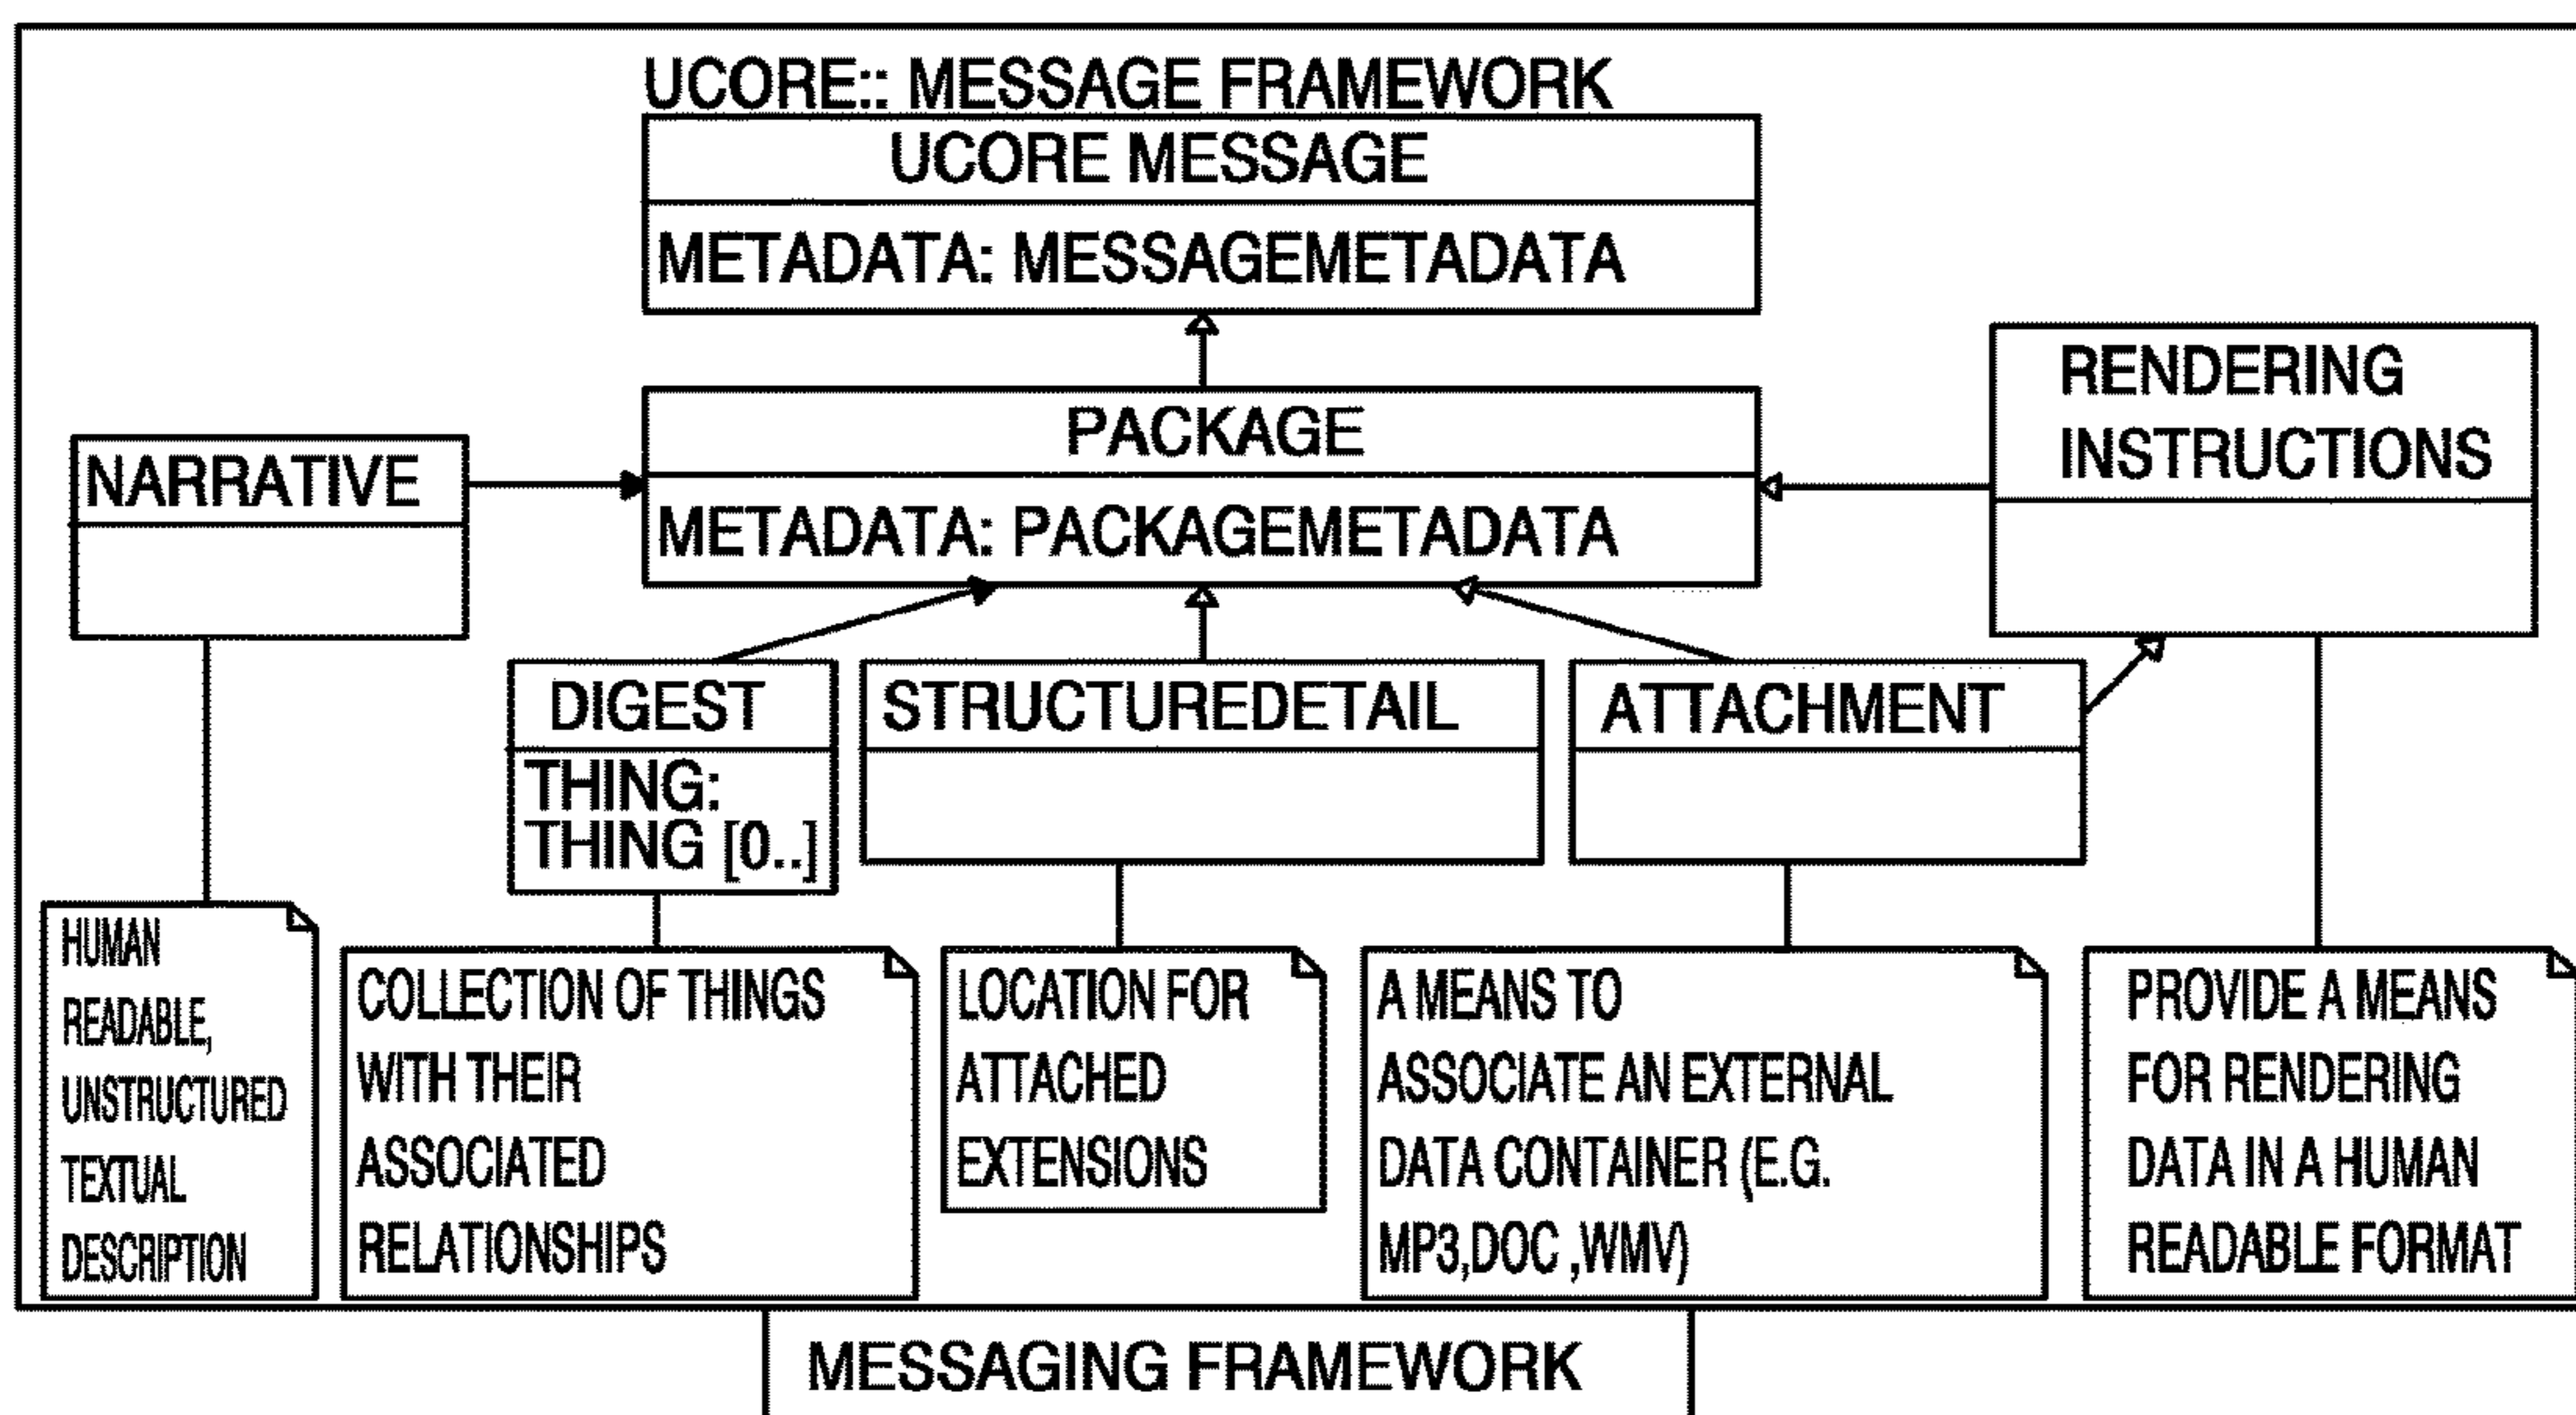 UCORE:: MESSAGE FRAMEWORK
UCORE MESSAGE
METADATA: MESSAGEMETADATA
RENDERING
INSTRUCTIONS
PACKAGE
METADATA: PACKAGEMETADATA
NARRATIVE
DIGEST
THING:
THING [0..]
STRUCTUREDETAIL
ATTACHMENT
HUMAN
READABLE,
UNSTRUCTURED
TEXTUAL
DESCRIPTION
COLLECTION OF THINGS
WITH THEIR
ASSOCIATED
RELATIONSHIPS
LOCATION FOR
ATTACHED
EXTENSIONS
A MEANS TO
ASSOCIATE AN EXTERNAL
DATA CONTAINER (E.G.
MP3,DOC ,WMV)
PROVIDE A MEANS
FOR RENDERING
DATA IN A HUMAN
READABLE FORMAT
MESSAGING FRAMEWORK